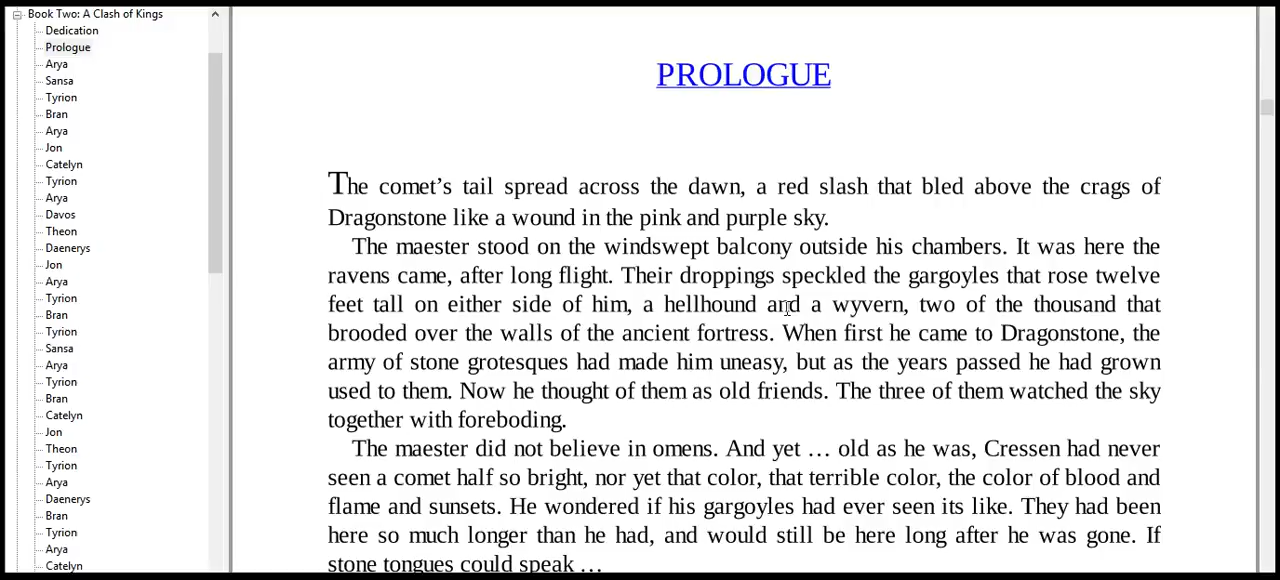 Book Two: A Clash of Kings
Dedication
Prologue
Arya
Sansa
Tyrion
Bran
Arya
Jon
Catelyn
Tyrion
Arya
Davos
Theon
Daenerys
Jon
Arya
Tyrion
Bran
Tyrion
Sansa
Arya
Tyrion
Bran
Catelyn
Jon
Theon
Tyrion
Arya
Daenerys
Bran
Tyrion
Arya
Catelyn
PROLOGUE
The comet’s tail spread across the dawn, a red slash that bled above the crags of
Dragonstone like a wound in the pink and purple sky.
The maester stood on the windswept balcony outside his chambers. It was here the
ravens came, after long flight. Their droppings speckled the gargoyles that rose twelve
feet tall on either side of him, a hellhound and a wyvern, two of the thousand that
brooded over the walls of the ancient fortress. When first he came to Dragonstone, the
army of stone grotesques had made him uneasy, but as the years passed he had grown
used to them. Now he thought of them as old friends. The three of them watched the sky
together with foreboding.
The maester did not believe in omens. And yet … old as he was, Cressen had never
seen a comet half so bright, nor yet that color, that terrible color, the color of blood and
flame and sunsets. He wondered if his gargoyles had ever seen its like. They had been
here so much longer than he had, and would still be here long after he was gone. If
stone tongues could speak …